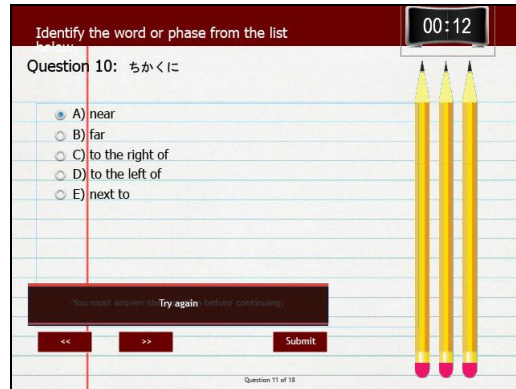 Identify the word or phase from the list
below
00:12
Question 10: ちかくに
A) near
B) far
C) to the right of
D) to the left of
E) next to
You must answer the Try again before continuing.
<<
>>
Submit
Question 11 of 18